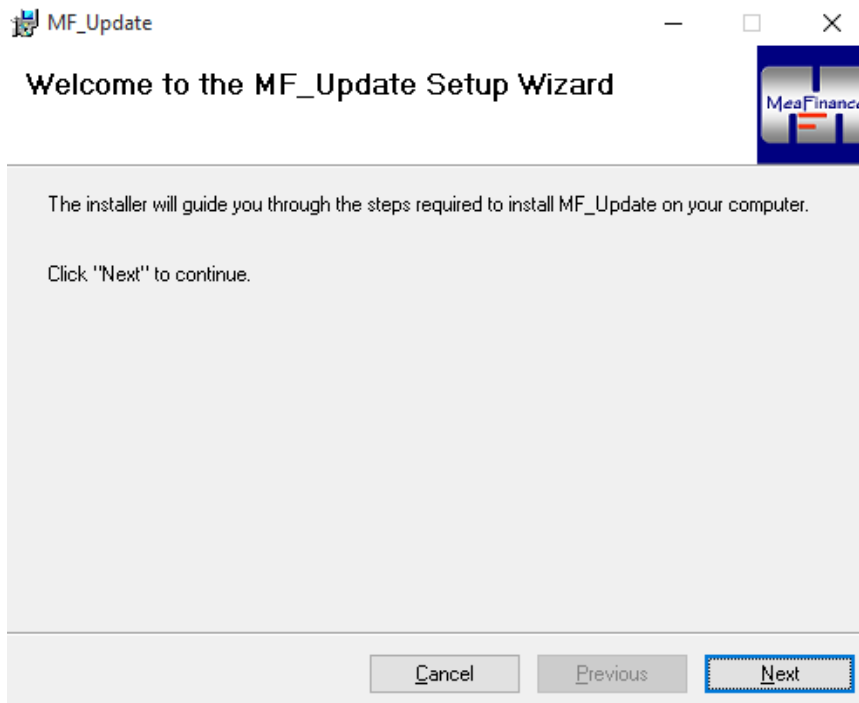 MF_Update
Welcome to the MF_Update Setup Wizard
MeaFinance
The installer will guide you through the steps required to install MF_Update on your computer.
Click "Next" to continue.
Cancel
Previous
Next